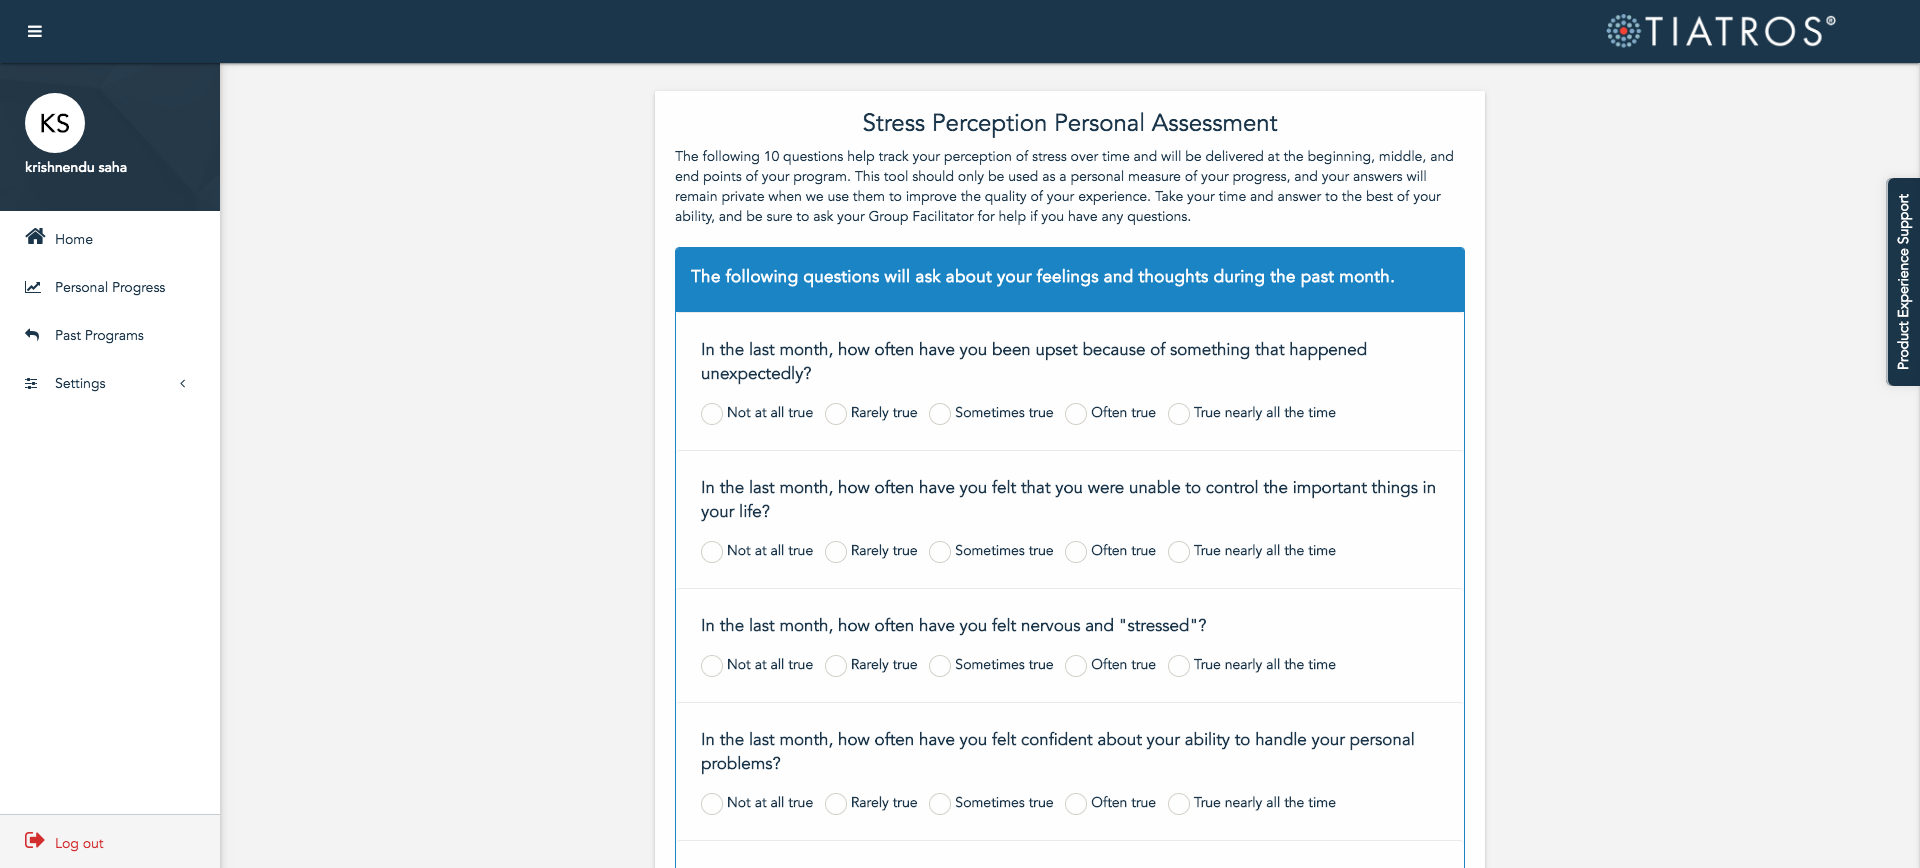 TIATROS®
KS
krishnendu saha
Home
Personal Progress
Past Programs
Settings
Log out
Stress Perception Personal Assessment
The following 10 questions help track your perception of stress over time and will be delivered at the beginning, middle, and
end points of your program. This tool should only be used as a personal measure of your progress, and your answers will
remain private when we use them to improve the quality of your experience. Take your time and answer to the best of your
ability, and be sure to ask your Group Facilitator for help if you have any questions.
The following questions will ask about your feelings and thoughts during the past month.
In the last month, how often have you been upset because of something that happened
unexpectedly?
Not at all true Rarely true Sometimes true Often true True nearly all the time
In the last month, how often have you felt that you were unable to control the important things in
your life?
Not at all true Rarely true Sometimes true Often true True nearly all the time
In the last month, how often have you felt nervous and "stressed"?
Not at all true Rarely true Sometimes true Often true True nearly all the time
In the last month, how often have you felt confident about your ability to handle your personal
problems?
Not at all true Rarely true Sometimes true Often true True nearly all the time
Product Experience Support